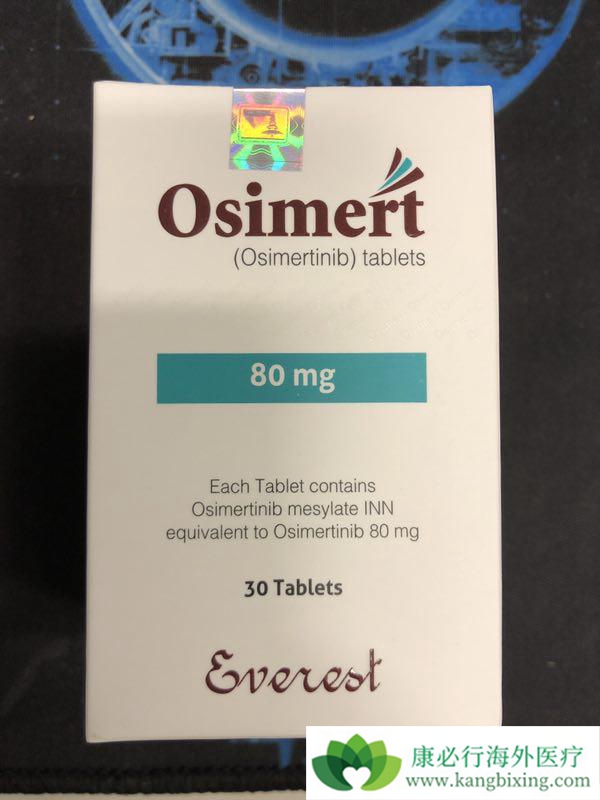 Osimert
(Osimertinib) tablets
80 mg
Each Tablet contains
Osimertinib mesylate INN
equivalent to Osimertinib 80 mg
30 Tablets
Everest
康必行海外医疗
www.kangbixing.com